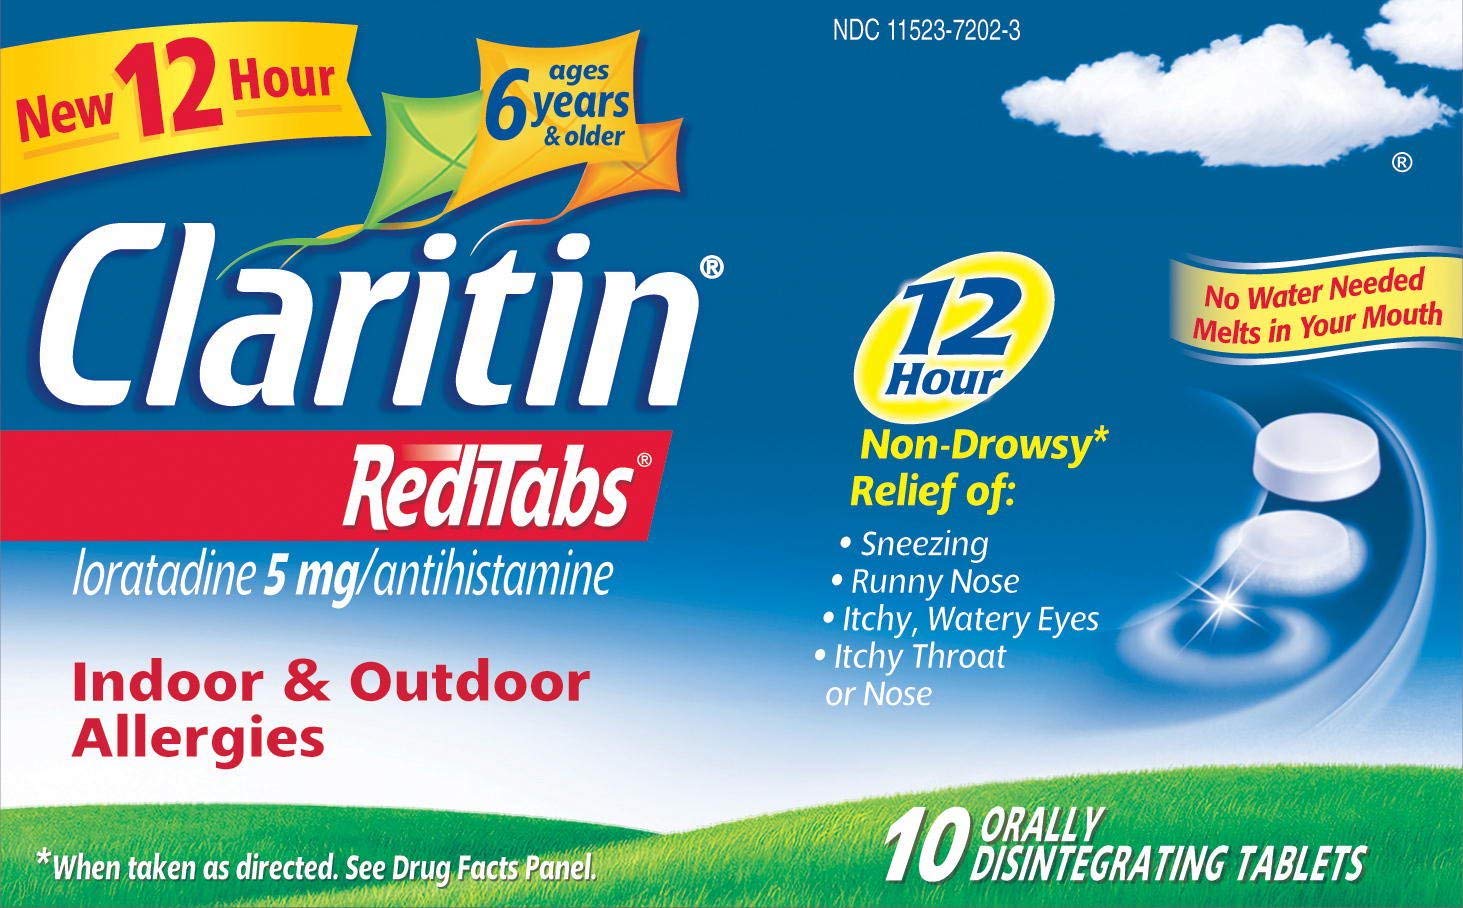 New 12 Hour
ages
6 years
& older
Claritin®
RediTabs®
loratadine 5 mg/antihistamine
Indoor & Outdoor
Allergies
*When taken as directed. See Drug Facts Panel.
NDC 11523-7202-3
®
12
Hour
Non-Drowsy*
Relief of:
• Sneezing
• Runny Nose
• Itchy, Watery Eyes
• Itchy Throat
or Nose
No Water Needed
Melts in Your Mouth
10 ORALLY
DISINTEGRATING TABLETS